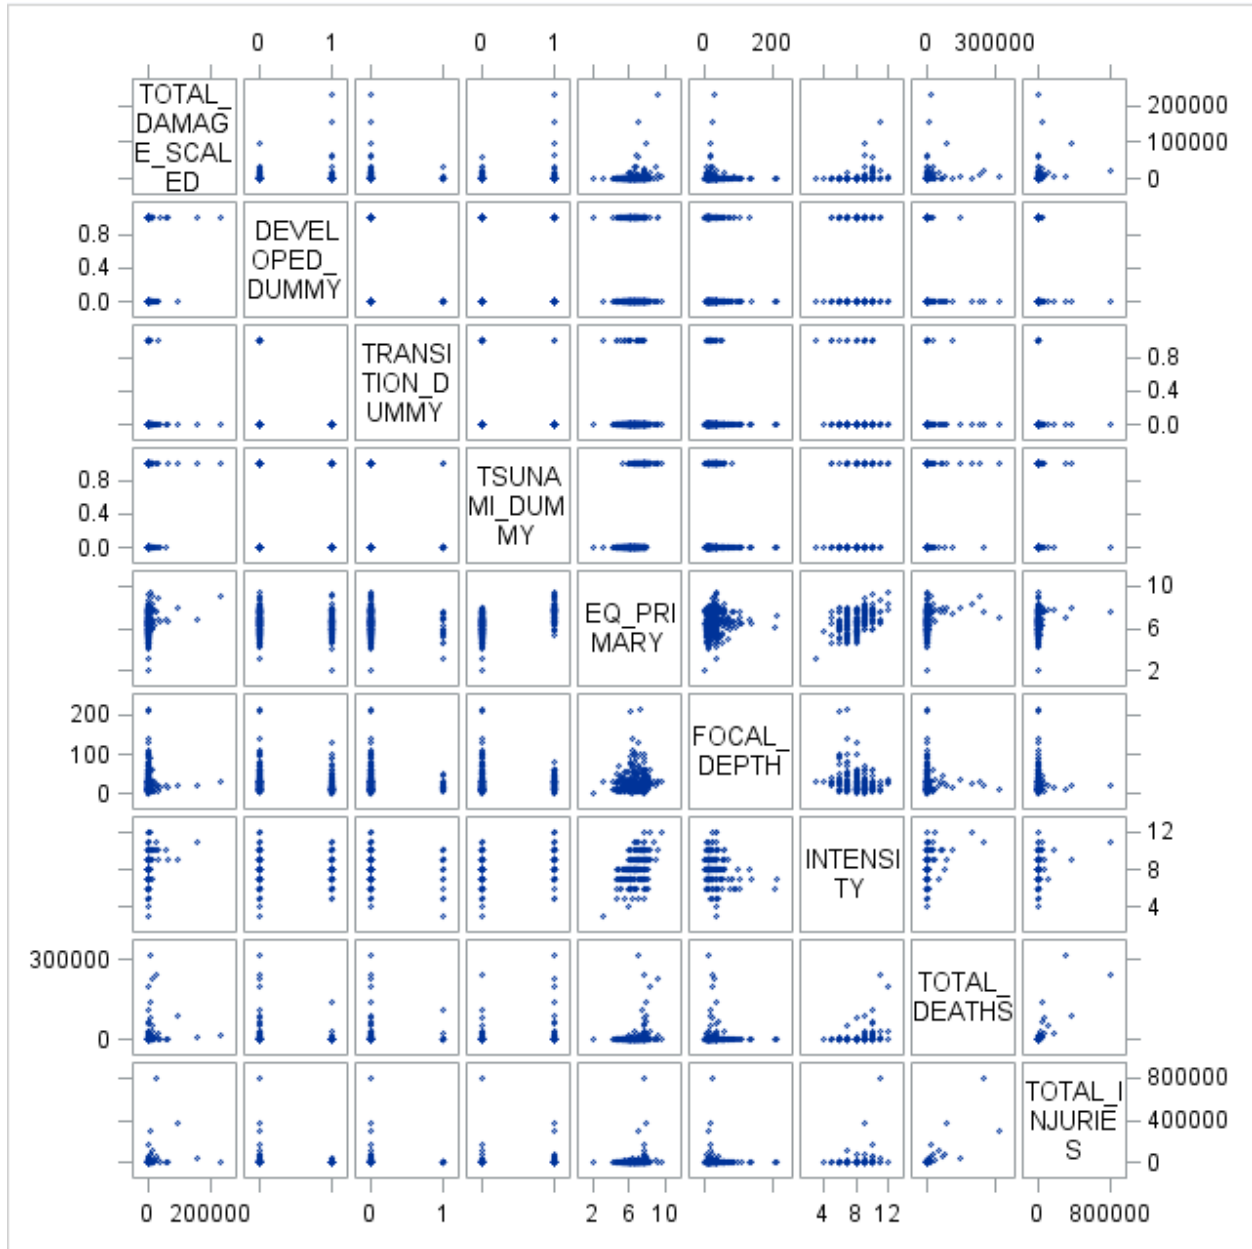 0 1 0 1 0 200 0 300000
TOTAL_
DAMAG
E_SCAL
ED
200000
100000
0
0.8
0.4
0.0
DEVEL
OPED_
DUMMY
TRANSI
TION_D
UMMY
0.8
0.4
0.0
0.8
0.4
0.0
TSUNA
MI_DUM
MY
EQ_PRI
MARY
10
6
2
200
100
0
FOCAL_
DEPTH
INTENSI
TY
12
8
4
300000
0
TOTAL_
DEATHS
TOTAL_I
NJURIE
S
800000
400000
0
0 200000 0 1 2 6 10 4 8 12 0 800000